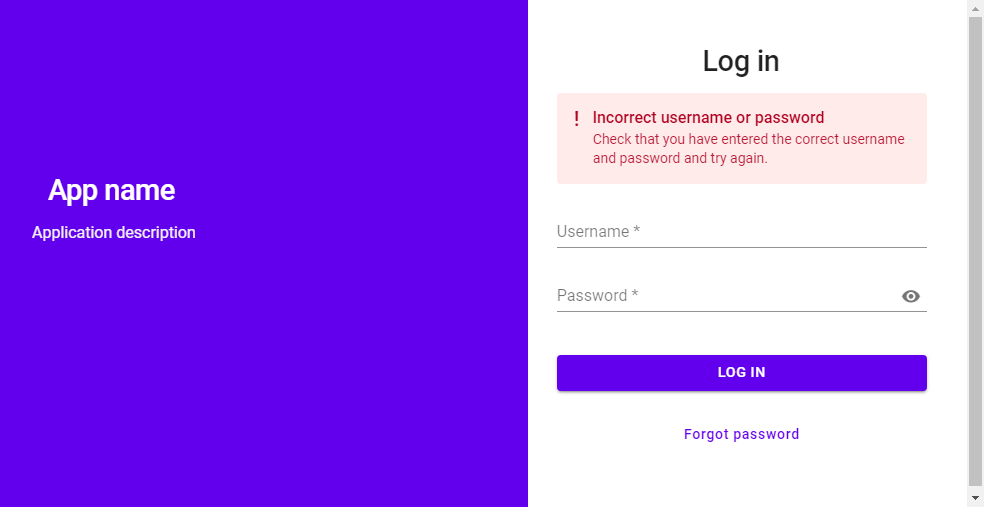 App name
Application description
Log in
! Incorrect username or password
Check that you have entered the correct username
and password and try again.
Username *
Password *
LOG IN
Forgot password